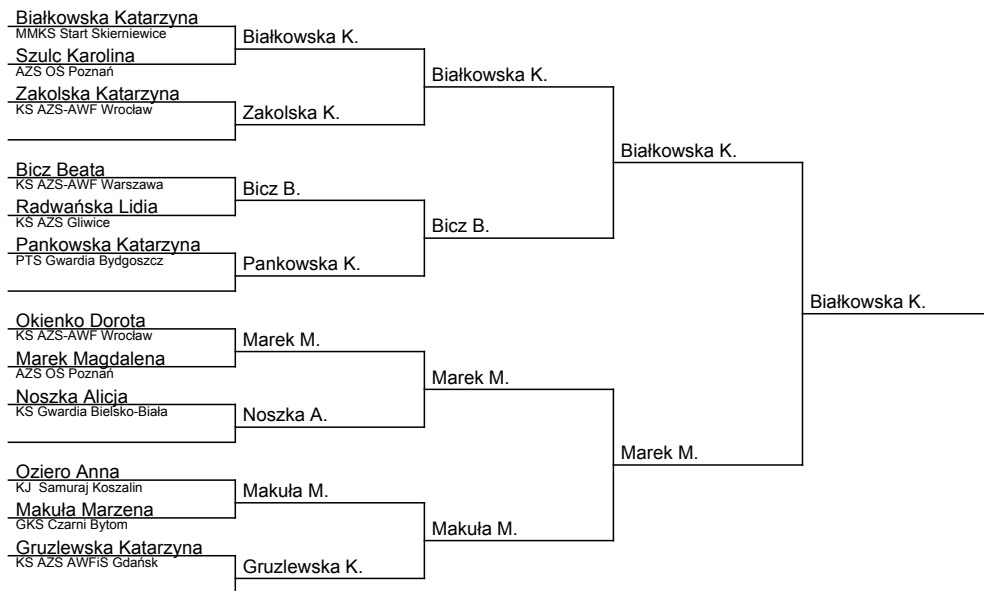 Białkowska Katarzyna
MMKS Start Skierniewice
Białkowska K.
Szulc Karolina
AZS OŚ Poznań
Białkowska K.
Zakolska Katarzyna
KS AZS-AWF Wrocław
Zakolska K.
Białkowska K.
Bicz Beata
KS AZS-AWF Warszawa
Bicz B.
Radwańska Lidia
KS AZS Gliwice
Bicz B.
Pankowska Katarzyna
PTS Gwardia Bydgoszcz
Pankowska K.
Białkowska K.
Okienko Dorota
KS AZS-AWF Wrocław
Marek M.
Marek Magdalena
AZS OŚ Poznań
Marek M.
Noszka Alicja
KS Gwardia Bielsko-Biała
Noszka A.
Marek M.
Oziero Anna
KJ  Samuraj Koszalin
Makuła M.
Makuła Marzena
GKS Czarni Bytom
Makuła M.
Gruzlewska Katarzyna
KS AZS AWFiS Gdańsk
Gruzlewska K.